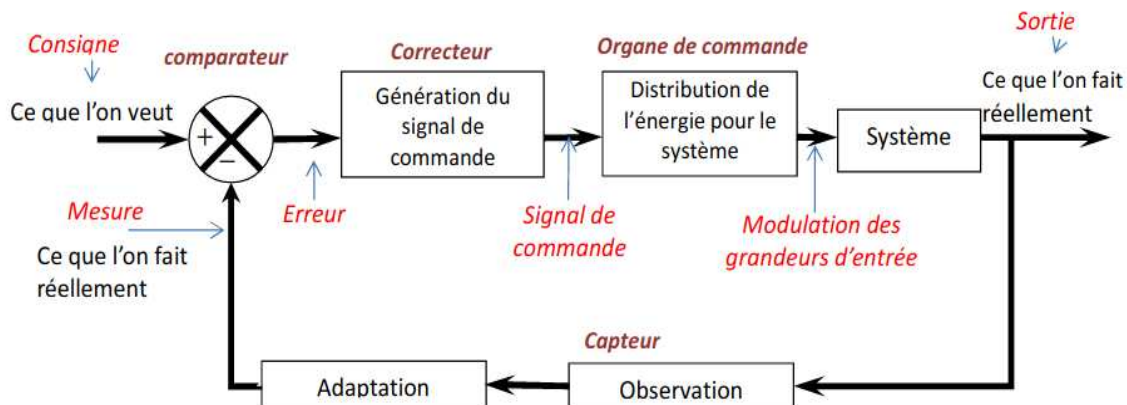 Consigne
comparateur
Correcteur
Organe de commande
Sortie
Ce que l'on veut
+
−
Génération du
signal de
commande
Distribution de
l'énergie pour le
système
Système
Ce que l'on fait
réellement
Mesure
Ce que l'on fait
réellement
Erreur
Signal de
commande
Modulation des
grandeurs d'entrée
Capteur
Adaptation
Observation